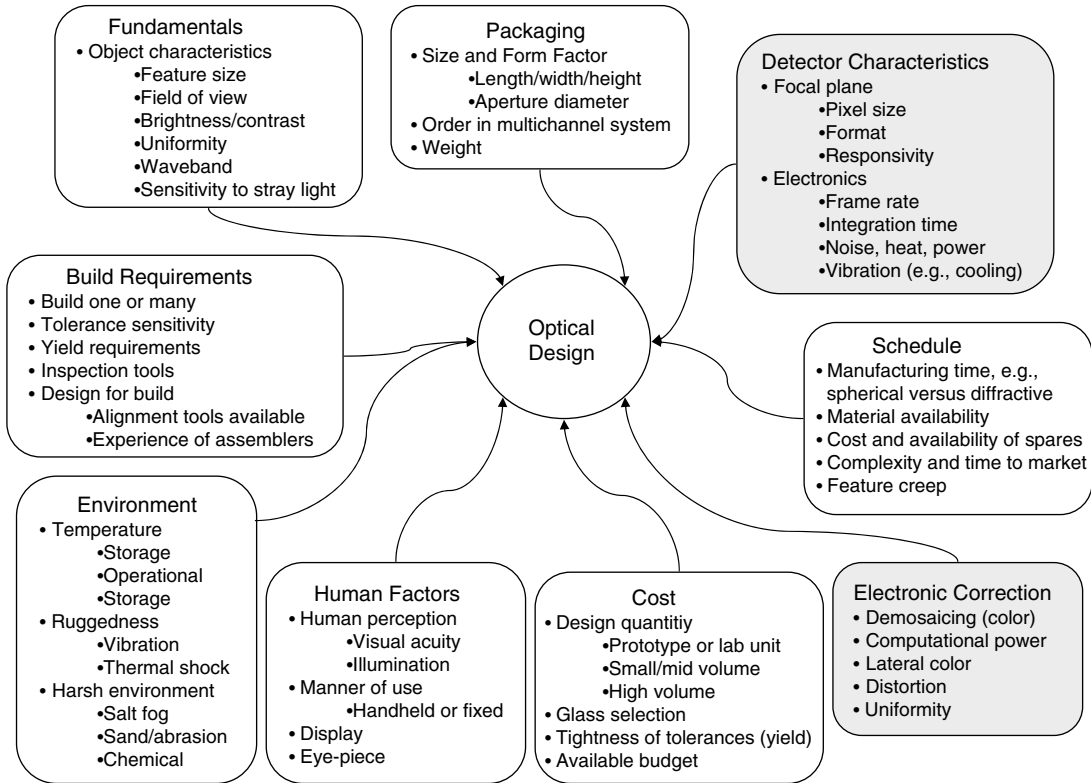 Fundamentals
• Object characteristics
•Feature size
•Field of view
•Brightness/contrast
•Uniformity
•Waveband
•Sensitivity to stray light
Packaging
• Size and Form Factor
•Length/width/height
•Aperture diameter
• Order in multichannel system
• Weight
Detector Characteristics
• Focal plane
•Pixel size
•Format
•Responsivity
• Electronics
•Frame rate
•Integration time
•Noise, heat, power
•Vibration (e.g., cooling)
Build Requirements
• Build one or many
• Tolerance sensitivity
• Yield requirements
• Inspection tools
• Design for build
•Alignment tools available
•Experience of assemblers
Optical
Design
Schedule
• Manufacturing time, e.g.,
spherical versus diffractive
• Material availability
• Cost and availability of spares
• Complexity and time to market
• Feature creep
Environment
• Temperature
•Storage
•Operational
•Storage
• Ruggedness
•Vibration
•Thermal shock
• Harsh environment
•Salt fog
•Sand/abrasion
•Chemical
Human Factors
• Human perception
•Visual acuity
•Illumination
• Manner of use
•Handheld or fixed
• Display
• Eye-piece
Cost
• Design quantitiy
•Prototype or lab unit
•Small/mid volume
•High volume
• Glass selection
• Tightness of tolerances (yield)
• Available budget
Electronic Correction
• Demosaicing (color)
• Computational power
• Lateral color
• Distortion
• Uniformity